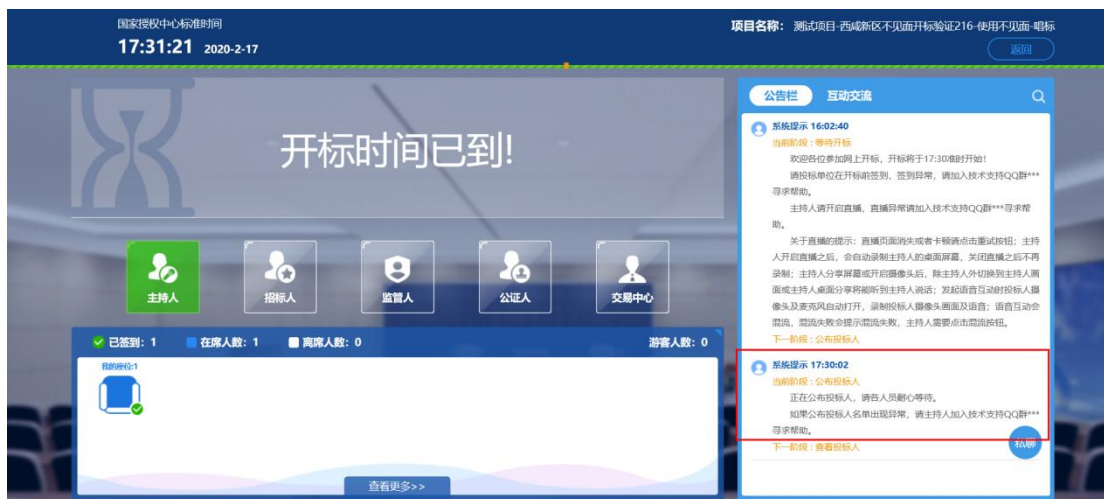 国家授权中心标准时间
17:31:21 2020-2-17
项目名称: 测试项目-西咸新区不见面开标验证216-使用不见面-唱标
返回
开标时间已到!
主持人
招标人
监管人
公证人
交易中心
已签到: 1 在席人数: 1 离席人数: 0 游客人数: 0
我的座位:1
查看更多>>
公告栏 互动交流
系统提示 16:02:40
当前阶段 : 等待开标
欢迎各位参加网上开标,开标将于17:30准时开始!
请投标单位在开标前签到,签到异常,请加入技术支持QQ群***
寻求帮助。
主持人请开启直播,直播异常请加入技术支持QQ群***寻求帮
助。
关于直播的提示:直播页面消失或者卡顿请点击重试按钮;主持
人开启直播之后,会自动录制主持人的桌面屏幕,关闭直播之后不再
录制;主持人分享屏幕或开启摄像头后,除主持人外切换到主持人画
面或主持人桌面分享将能听到主持人说话;发起语音互动时投标人摄
像头及麦克风自动打开,录制投标人摄像头画面及语音;语音互动会
混流,混流失败会提示混流失败,主持人需要点击混流按钮。
下一阶段 : 公布投标人
系统提示 17:30:02
当前阶段 : 公布投标人
正在公布投标人,请各人员耐心等待。
如果公布投标人名单出现异常,请主持人加入技术支持QQ群***
寻求帮助。
下一阶段 : 查看投标人
私聊